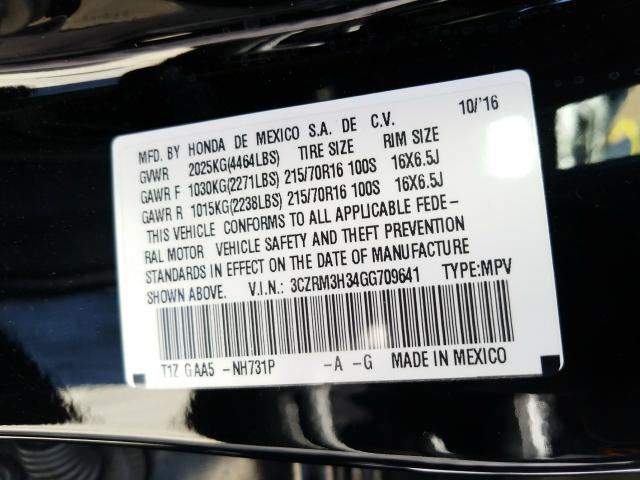 10/'16
MFD. BY HONDA DE MEXICO S.A. DE C.V.
GVWR 2025KG(4464LBS) TIRE SIZE RIM SIZE
GAWR F 1030KG(2271LBS) 215/70R16 100S 16X6.5J
GAWR R 1015KG(2238LBS) 215/70R16 100S 16X6.5J
THIS VEHICLE CONFORMS TO ALL APPLICABLE FEDE-
RAL MOTOR VEHICLE SAFETY AND THEFT PREVENTION
STANDARDS IN EFFECT ON THE DATE OF MANUFACTURE
SHOWN ABOVE. V.I.N.: 3CZRM3H34GG709641 TYPE:MPV
T1Z GAA5 -NH731P -A -G MADE IN MEXICO